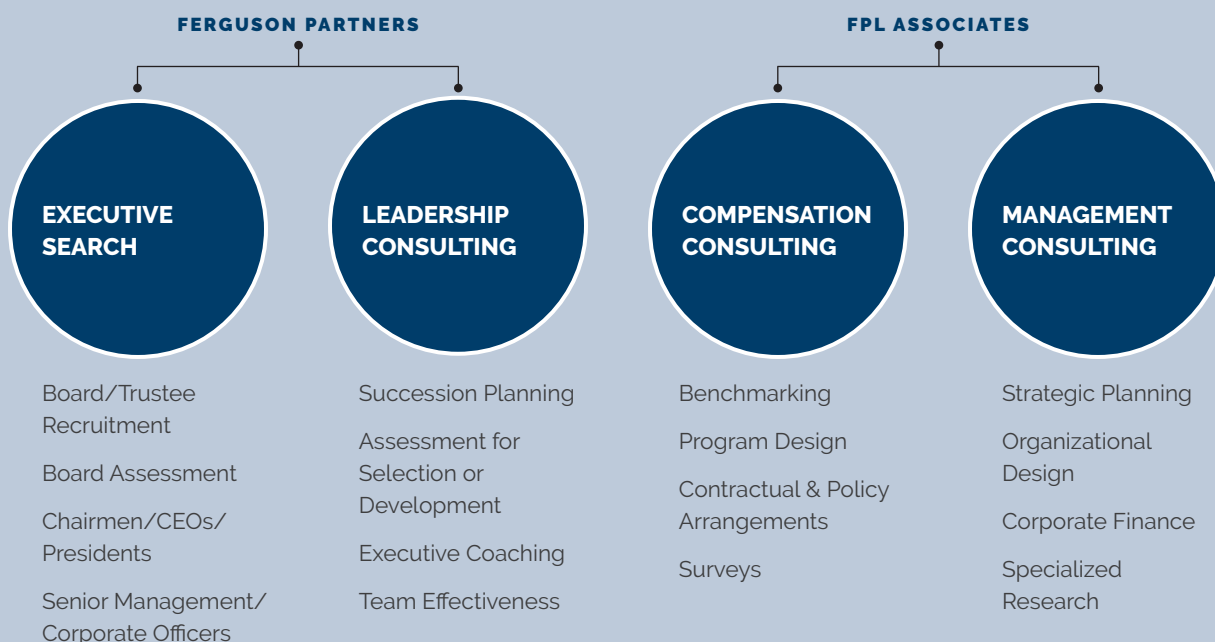 FERGUSON PARTNERS
EXECUTIVE
SEARCH
Board/Trustee
Recruitment
Board Assessment
Chairmen/CEOs/
Presidents
Senior Management/
Corporate Officers
LEADERSHIP
CONSULTING
Succession Planning
Assessment for
Selection or
Development
Executive Coaching
Team Effectiveness
FPL ASSOCIATES
COMPENSATION
CONSULTING
Benchmarking
Program Design
Contractual & Policy
Arrangements
Surveys
MANAGEMENT
CONSULTING
Strategic Planning
Organizational
Design
Corporate Finance
Specialized
Research